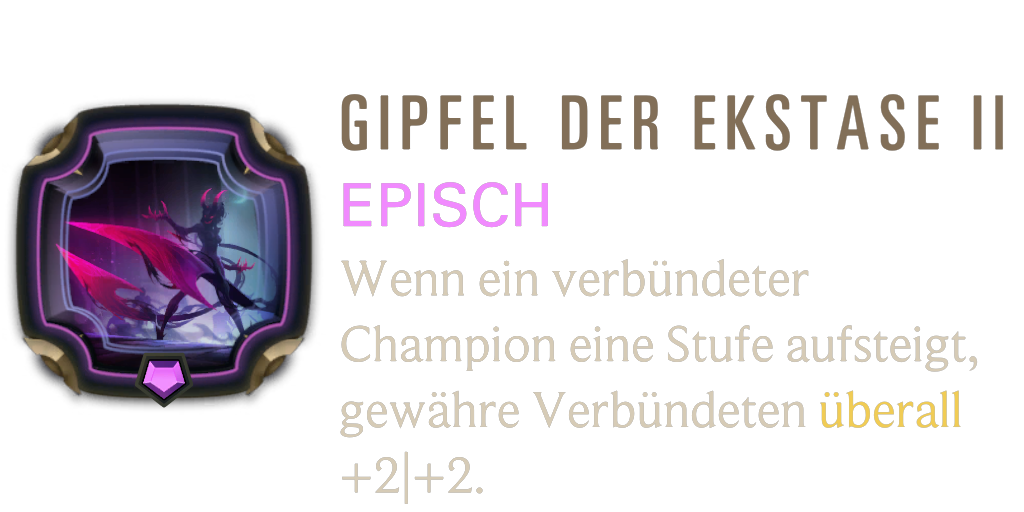 GIPFEL DER EKSTASE II
EPISCH
Wenn ein verbündeter
Champion eine Stufe aufsteigt,
gewähre Verbündeten überall
+2|+2.